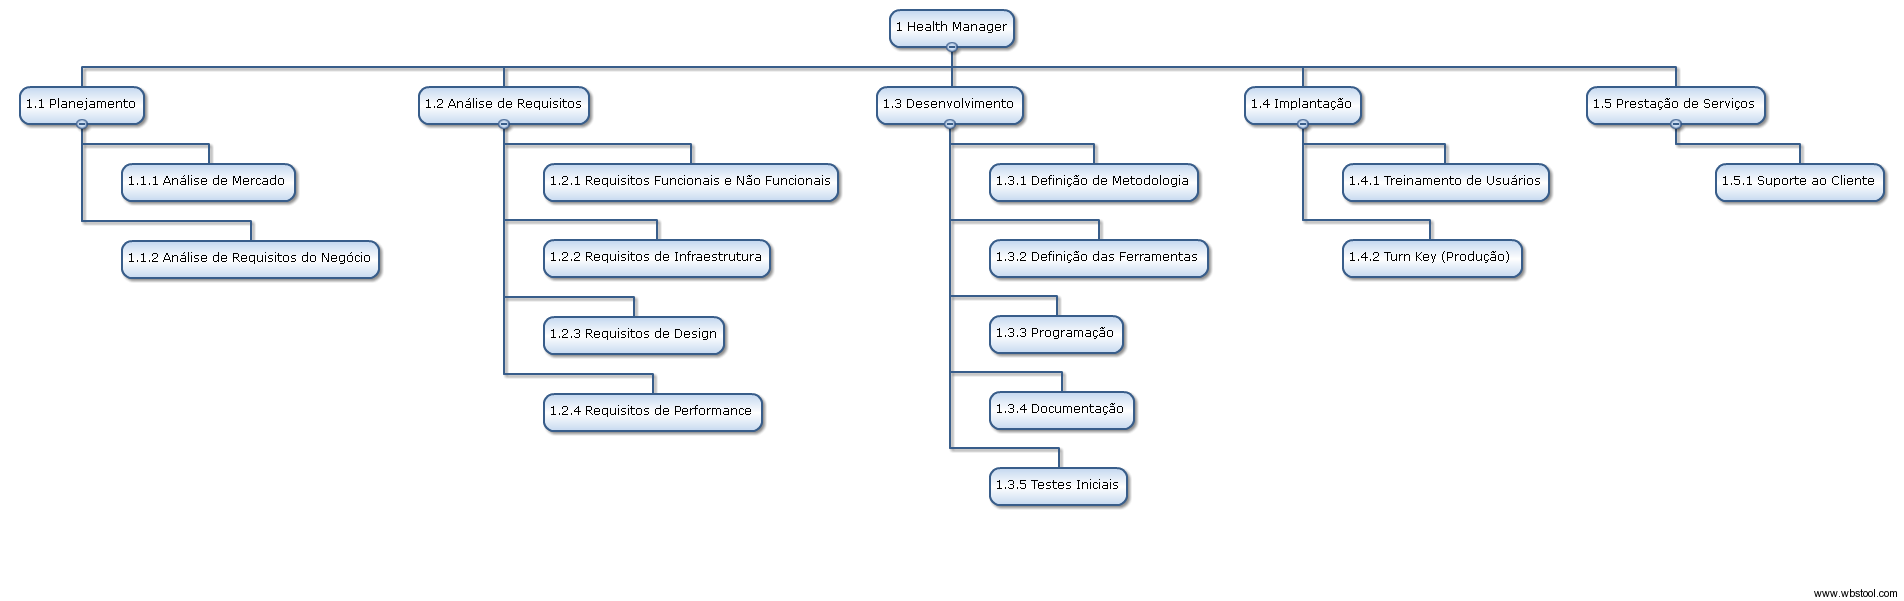 1 Health Manager
1.1 Planejamento
1.2 Análise de Requisitos
1.3 Desenvolvimento
1.4 Implantação
1.5 Prestação de Serviços
1.1.1 Análise de Mercado
1.2.1 Requisitos Funcionais e Não Funcionais
1.3.1 Definição de Metodologia
1.4.1 Treinamento de Usuários
1.5.1 Suporte ao Cliente
1.1.2 Análise de Requisitos do Negócio
1.2.2 Requisitos de Infraestrutura
1.3.2 Definição das Ferramentas
1.4.2 Turn Key (Produção)
1.2.3 Requisitos de Design
1.3.3 Programação
1.2.4 Requisitos de Performance
1.3.4 Documentação
1.3.5 Testes Iniciais
www.wbstool.com